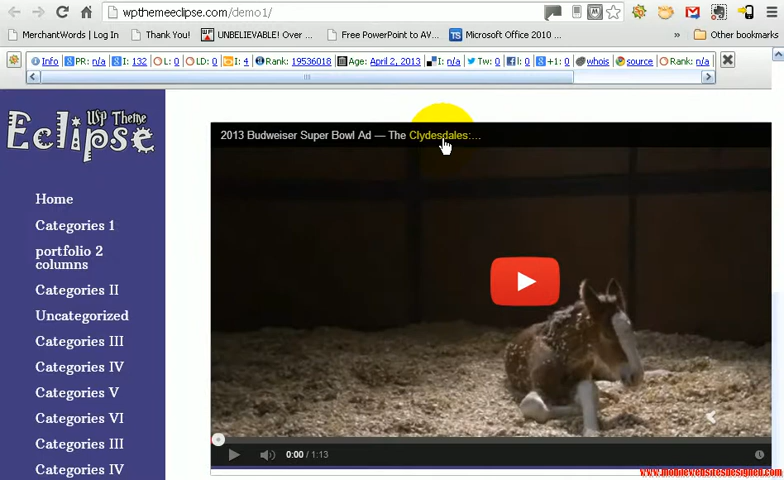 wpthemeeclipse.com/demo1/
MerchantWords | Log In
Thank You!
UNBELIEVABLE! Over ...
Free PowerPoint to AV...
TS
Microsoft Office 2010 ...
»
Other bookmarks
Info
PR: n/a
I: 132
L: 0
LD: 0
I: 4
Rank: 19536018
Age: April 2, 2013
I: n/a
Tw: 0
l: 0
+1: 0
whois
source
Rank: n/a
WSP Theme
Eclipse
Home
Categories 1
portfolio 2
columns
Categories II
Uncategorized
Categories III
Categories IV
Categories V
Categories VI
Categories III
Categories IV
2013 Budweiser Super Bowl Ad — The Clydesdales:...
0:00 / 1:13
www.mobilewebsitesdesigned.com